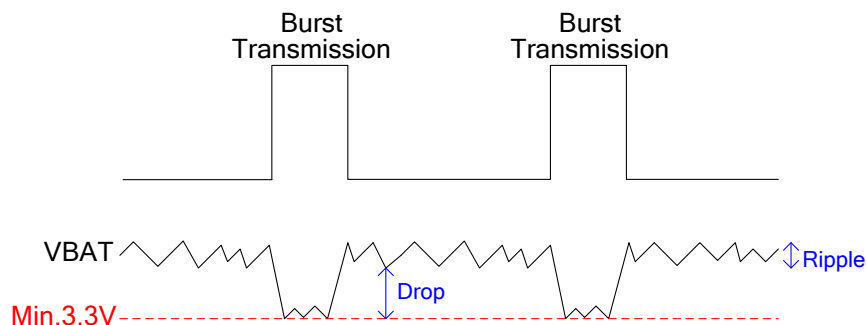 Burst
Transmission
Burst
Transmission
VBAT
Ripple
Drop
Min.3.3V